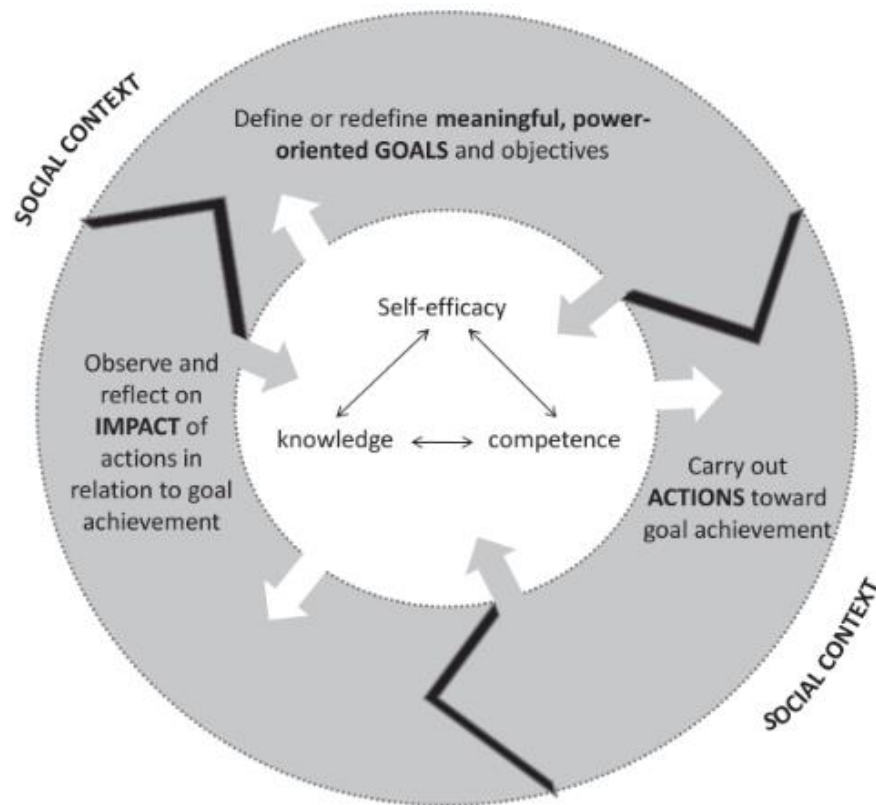 SOCIAL CONTEXT
Define or redefine meaningful, power-
oriented GOALS and objectives
Self-efficacy
knowledge
competence
Observe and
reflect on
IMPACT of
actions in
relation to goal
achievement
Carry out
ACTIONS toward
goal achievement
SOCIAL CONTEXT